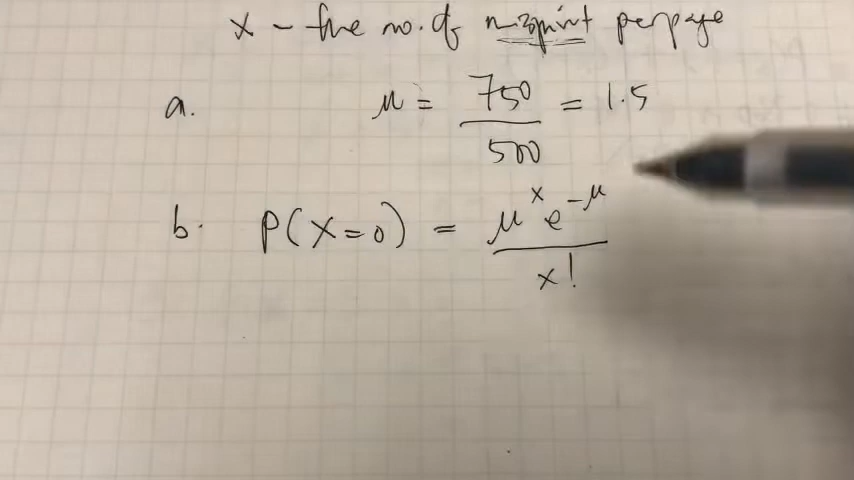 X - the no. of misprint per page
a. μ = 750/500 = 1.5
b. P(X=0) = μ^x e^-μ / x!